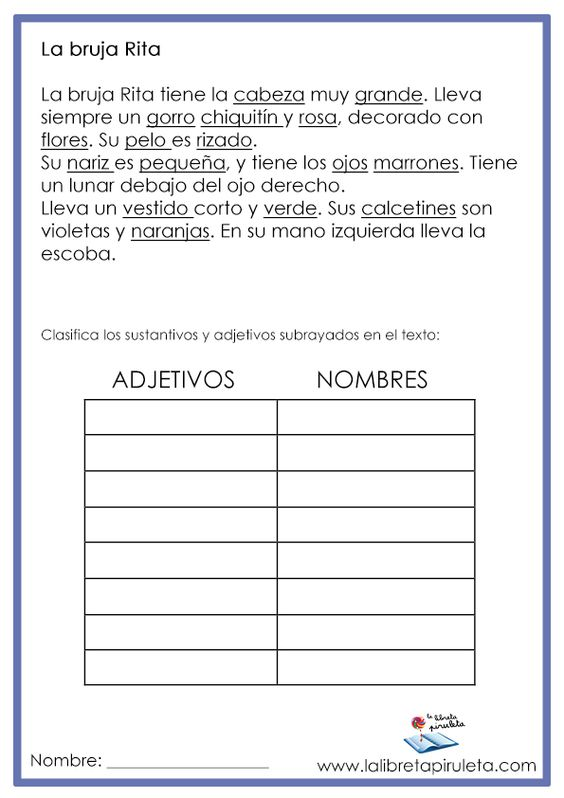 La bruja Rita
La bruja Rita tiene la cabeza muy grande. Lleva
siempre un gorro chiquitín y rosa, decorado con
flores. Su pelo es rizado.
Su nariz es pequeña, y tiene los ojos marrones. Tiene
un lunar debajo del ojo derecho.
Lleva un vestido corto y verde. Sus calcetines son
violetas y naranjas. En su mano izquierda lleva la
escoba.
Clasifica los sustantivos y adjetivos subrayados en el texto:
ADJETIVOS NOMBRES
la libreta
piruleta
Nombre: ________________
www.lalibretapiruleta.com